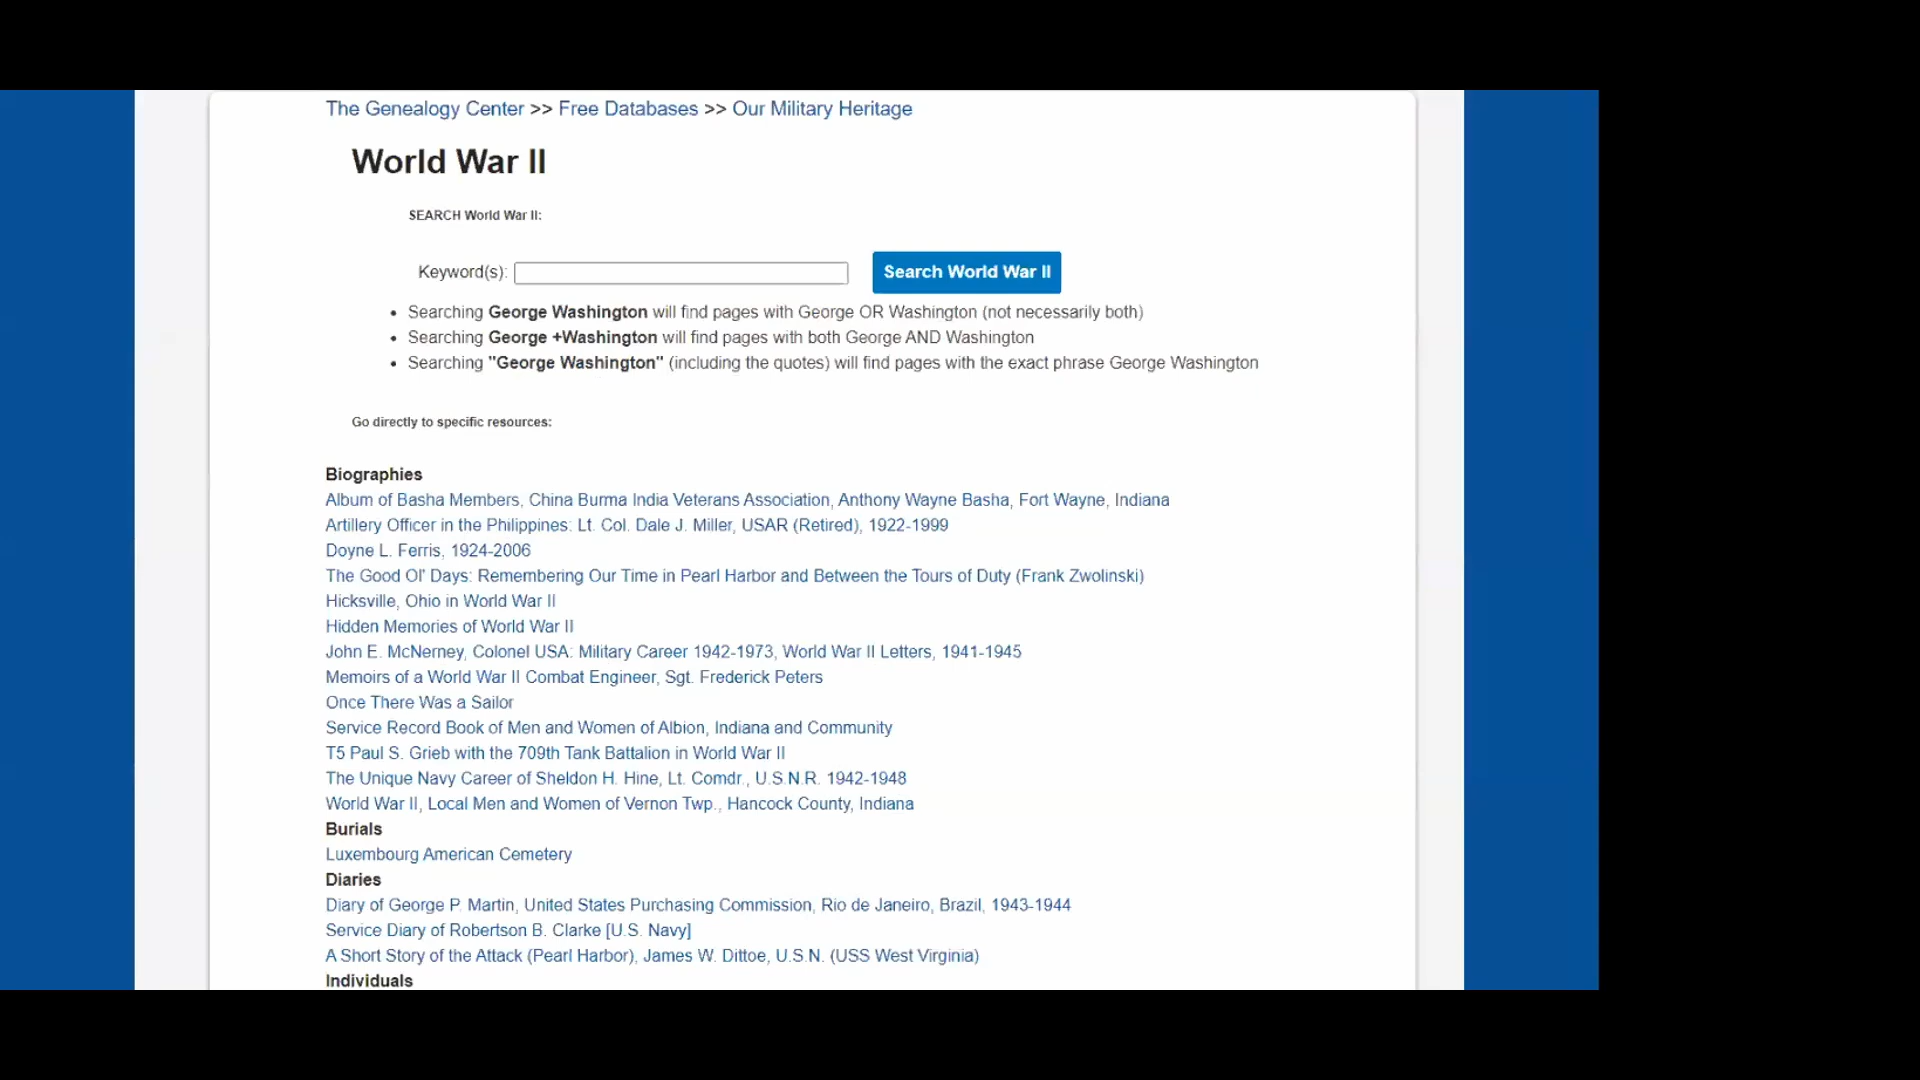 The Genealogy Center >> Free Databases >> Our Military Heritage
World War II
SEARCH World War II:
Keyword(s):
Search World War II
• Searching George Washington will find pages with George OR Washington (not necessarily both)
• Searching George +Washington will find pages with both George AND Washington
• Searching "George Washington" (including the quotes) will find pages with the exact phrase George Washington
Go directly to specific resources:
Biographies
Album of Basha Members, China Burma India Veterans Association, Anthony Wayne Basha, Fort Wayne, Indiana
Artillery Officer in the Philippines: Lt. Col. Dale J. Miller, USAR (Retired), 1922-1999
Doyne L. Ferris, 1924-2006
The Good Ol' Days: Remembering Our Time in Pearl Harbor and Between the Tours of Duty (Frank Zwolinski)
Hicksville, Ohio in World War II
Hidden Memories of World War II
John E. McNerney, Colonel USA: Military Career 1942-1973, World War II Letters, 1941-1945
Memoirs of a World War II Combat Engineer, Sgt. Frederick Peters
Once There Was a Sailor
Service Record Book of Men and Women of Albion, Indiana and Community
T5 Paul S. Grieb with the 709th Tank Battalion in World War II
The Unique Navy Career of Sheldon H. Hine, Lt. Comdr., U.S.N.R. 1942-1948
World War II, Local Men and Women of Vernon Twp., Hancock County, Indiana
Burials
Luxembourg American Cemetery
Diaries
Diary of George P. Martin, United States Purchasing Commission, Rio de Janeiro, Brazil, 1943-1944
Service Diary of Robertson B. Clarke [U.S. Navy]
A Short Story of the Attack (Pearl Harbor), James W. Dittoe, U.S.N. (USS West Virginia)
Individuals